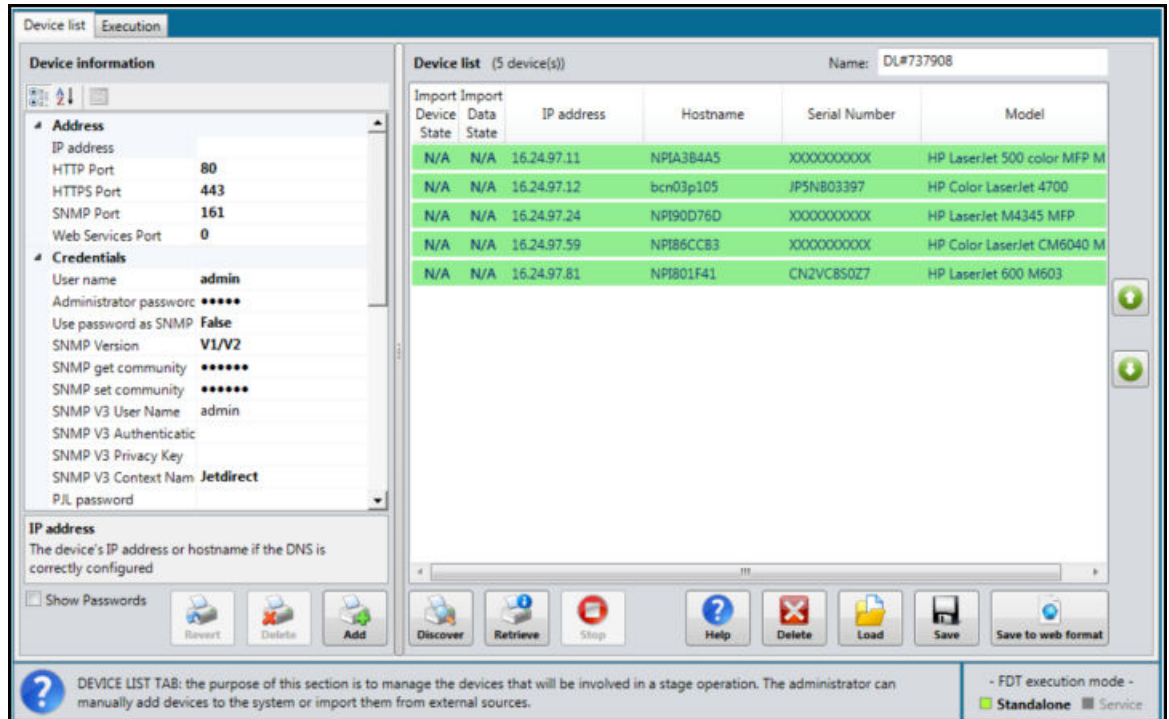 Device list Execution
Device information
Address
IP address
HTTP Port 80
HTTPS Port 443
SNMP Port 161
Web Services Port 0
Credentials
User name admin
Administrator password •••••
Use password as SNMP False
SNMP Version V1/V2
SNMP get community ••••••
SNMP set community ••••••
SNMP V3 User Name admin
SNMP V3 Authenticatic
SNMP V3 Privacy Key
SNMP V3 Context Nam Jetdirect
PJL password
IP address
The device's IP address or hostname if the DNS is
correctly configured
Show Passwords
Revert Delete Add
Device list (5 device(s)) Name: DL#737908
Import Device State Import Data State IP address Hostname Serial Number Model
N/A N/A 16.24.97.11 NPIA3B4A5 XXXXXXXXXX HP LaserJet 500 color MFP M
N/A N/A 16.24.97.12 bcn03p105 JP5NB03397 HP Color LaserJet 4700
N/A N/A 16.24.97.24 NPI90D76D XXXXXXXXXX HP LaserJet M4345 MFP
N/A N/A 16.24.97.59 NPI86CCB3 XXXXXXXXXX HP Color LaserJet CM6040 M
N/A N/A 16.24.97.81 NPI801F41 CN2VC8S0Z7 HP LaserJet 600 M603
Discover Retrieve Stop Help Delete Load Save Save to web format
DEVICE LIST TAB: the purpose of this section is to manage the devices that will be involved in a stage operation. The administrator can
manually add devices to the system or import them from external sources.
- FDT execution mode -
Standalone Service